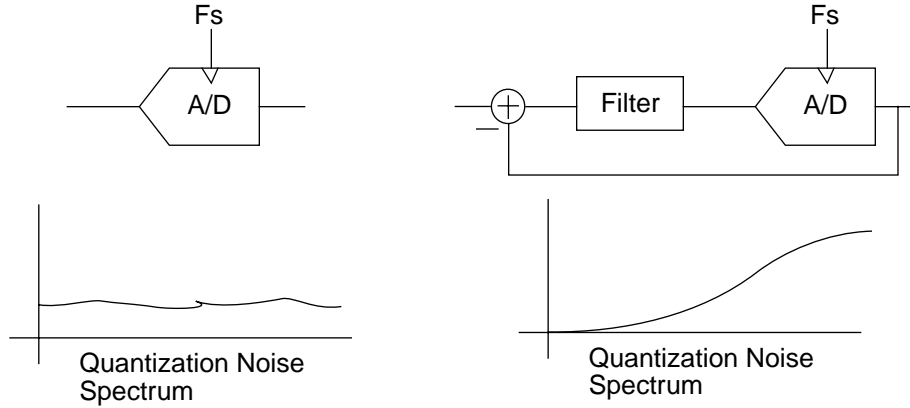 Fs
A/D
Fs
Filter
A/D
Quantization Noise
Spectrum
Quantization Noise
Spectrum